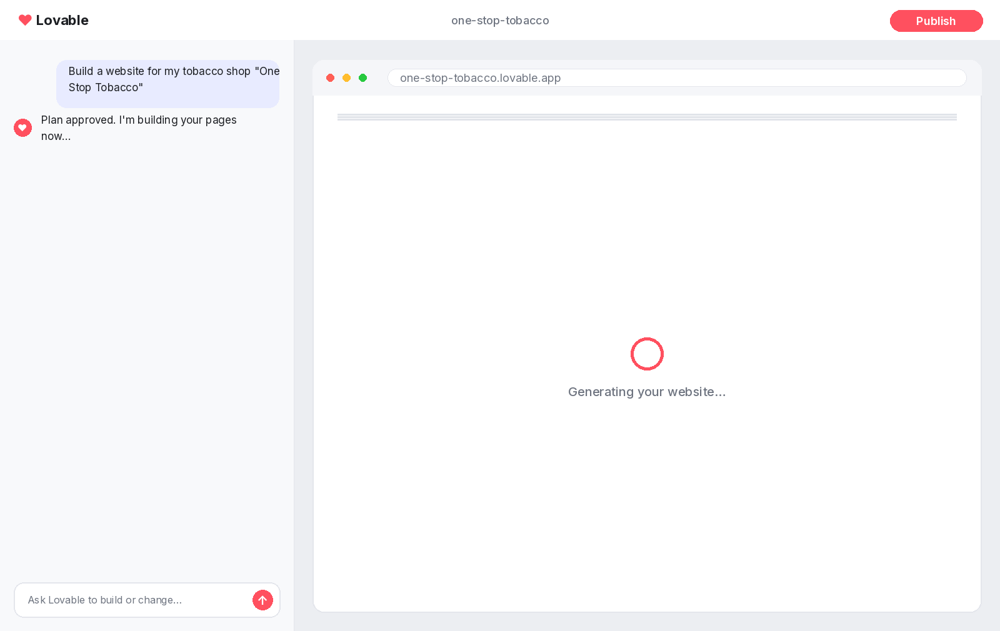 Lovable
one-stop-tobacco
Publish
Build a website for my tobacco shop "One
Stop Tobacco"
Plan approved. I'm building your pages
now...
Ask Lovable to build or change...
one-stop-tobacco.lovable.app
Generating your website...